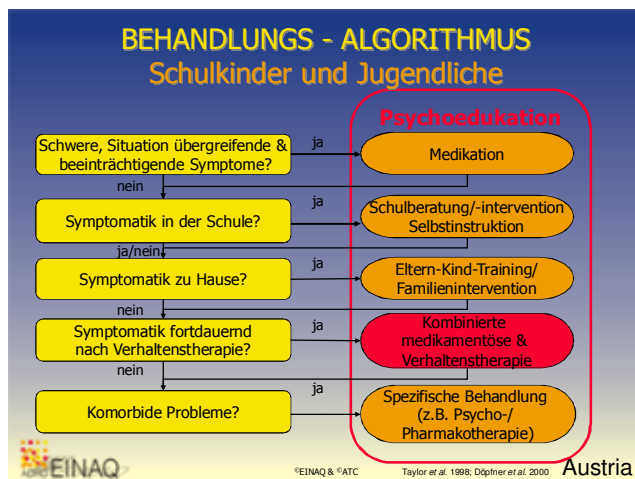 BEHANDLUNGS - ALGORITHMUS
Schulkinder und Jugendliche
Psychoedukation
Schwere, Situation übergreifende &
beeinträchtigende Symptome?
ja
Medikation
nein
Symptomatik in der Schule?
ja
Schulberatung/-intervention
Selbstinstruktion
ja/nein
Symptomatik zu Hause?
ja
Eltern-Kind-Training/
Familienintervention
nein
Symptomatik fortdauernd
nach Verhaltenstherapie?
ja
Kombinierte
medikamentöse &
Verhaltenstherapie
nein
Komorbide Probleme?
ja
Spezifische Behandlung
(z.B. Psycho-/
Pharmakotherapie)
EINAQ
©EINAQ & ©ATC
Taylor et al. 1998; Döpfner et al. 2000
Austria